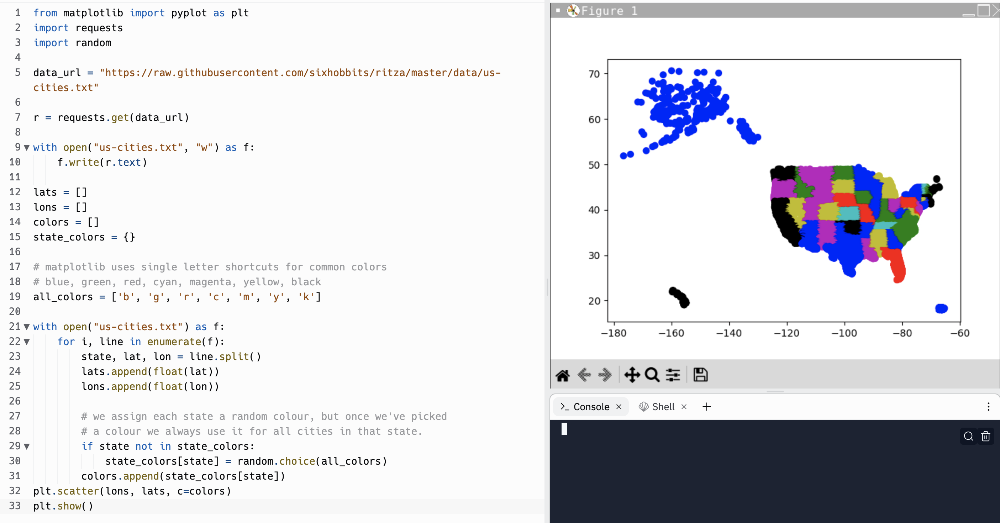 1 from matplotlib import pyplot as plt
2 import requests
3 import random
4
5 data_url = "https://raw.githubusercontent.com/sixhobbits/ritza/master/data/us-
cities.txt"
6
7 r = requests.get(data_url)
8
9 with open("us-cities.txt", "w") as f:
10     f.write(r.text)
11
12 lats = []
13 lons = []
14 colors = []
15 state_colors = {}
16
17 # matplotlib uses single letter shortcuts for common colors
18 # blue, green, red, cyan, magenta, yellow, black
19 all_colors = ['b', 'g', 'r', 'c', 'm', 'y', 'k']
20
21 with open("us-cities.txt") as f:
22     for i, line in enumerate(f):
23         state, lat, lon = line.split()
24         lats.append(float(lat))
25         lons.append(float(lon))
26
27         # we assign each state a random colour, but once we've picked
28         # a colour we always use it for all cities in that state.
29         if state not in state_colors:
30             state_colors[state] = random.choice(all_colors)
31         colors.append(state_colors[state])
32 plt.scatter(lons, lats, c=colors)
33 plt.show()
Figure 1
70
60
50
40
30
20
−180 −160 −140 −120 −100 −80 −60
>_ Console × Shell × +